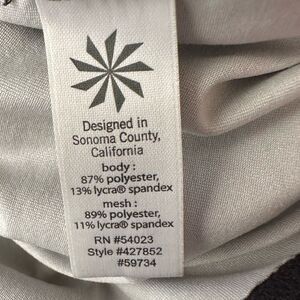 Designed in
Sonoma County,
California
body :
87% polyester,
13% lycra® spandex
mesh :
89% polyester,
11% lycra® spandex
RN #54023
Style #427852
#59734